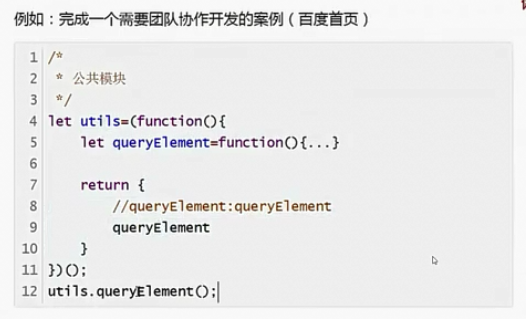 例如：完成一个需要团队协作开发的案例（百度首页）
1 /*
2 * 公共模块
3 */
4 let utils=(function(){
5 let queryElement=function(){...}
6
7 return {
8 //queryElement:queryElement
9 queryElement
10 }
11 })();
12 utils.queryElement();